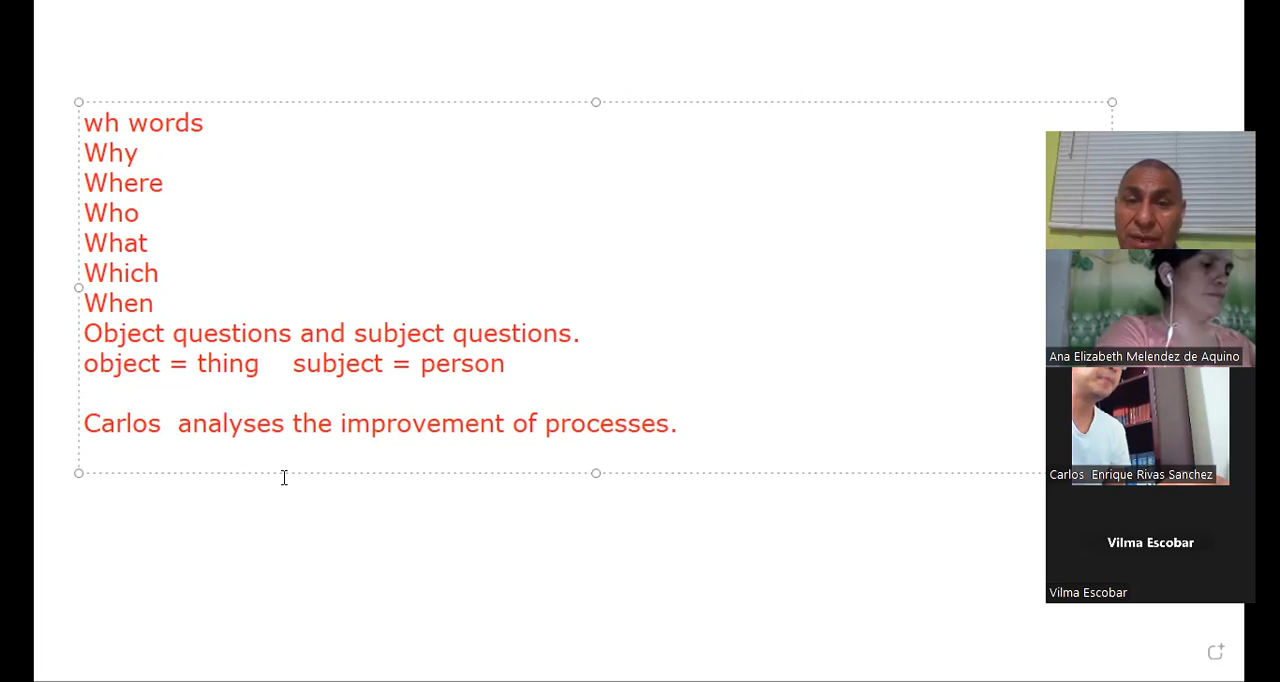 wh words
Why
Where
Who
What
Which
When
Object questions and subject questions.
object = thing    subject = person
Carlos  analyses the improvement of processes.
Ana Elizabeth Melendez de Aquino
Carlos  Enrique Rivas Sanchez
Vilma Escobar
Vilma Escobar